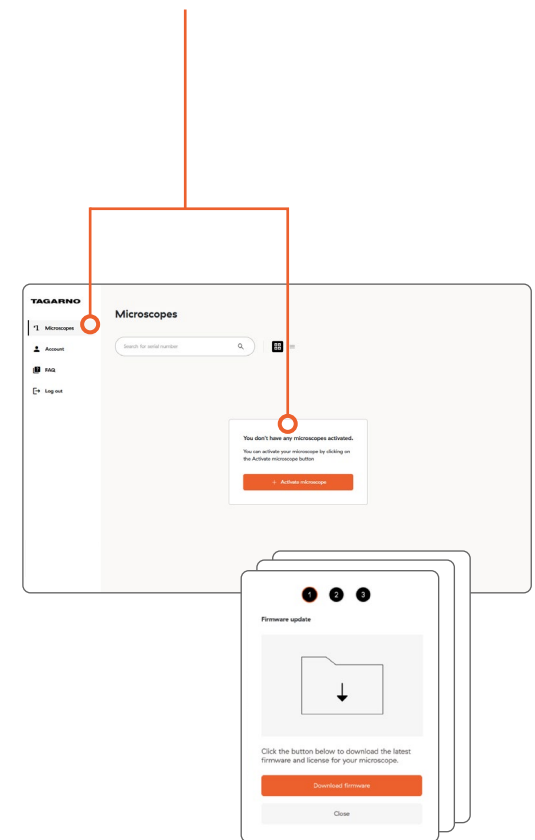 TAGARNO
Microscopes
Microscopes
Account
FAQ
Log out
Search for serial number
You don't have any microscopes activated.
You can activate your microscope by clicking on
the Activate microscope button
+ Activate microscope
1 2 3
Firmware update
Click the button below to download the latest
firmware and license for your microscope.
Download firmware
Close